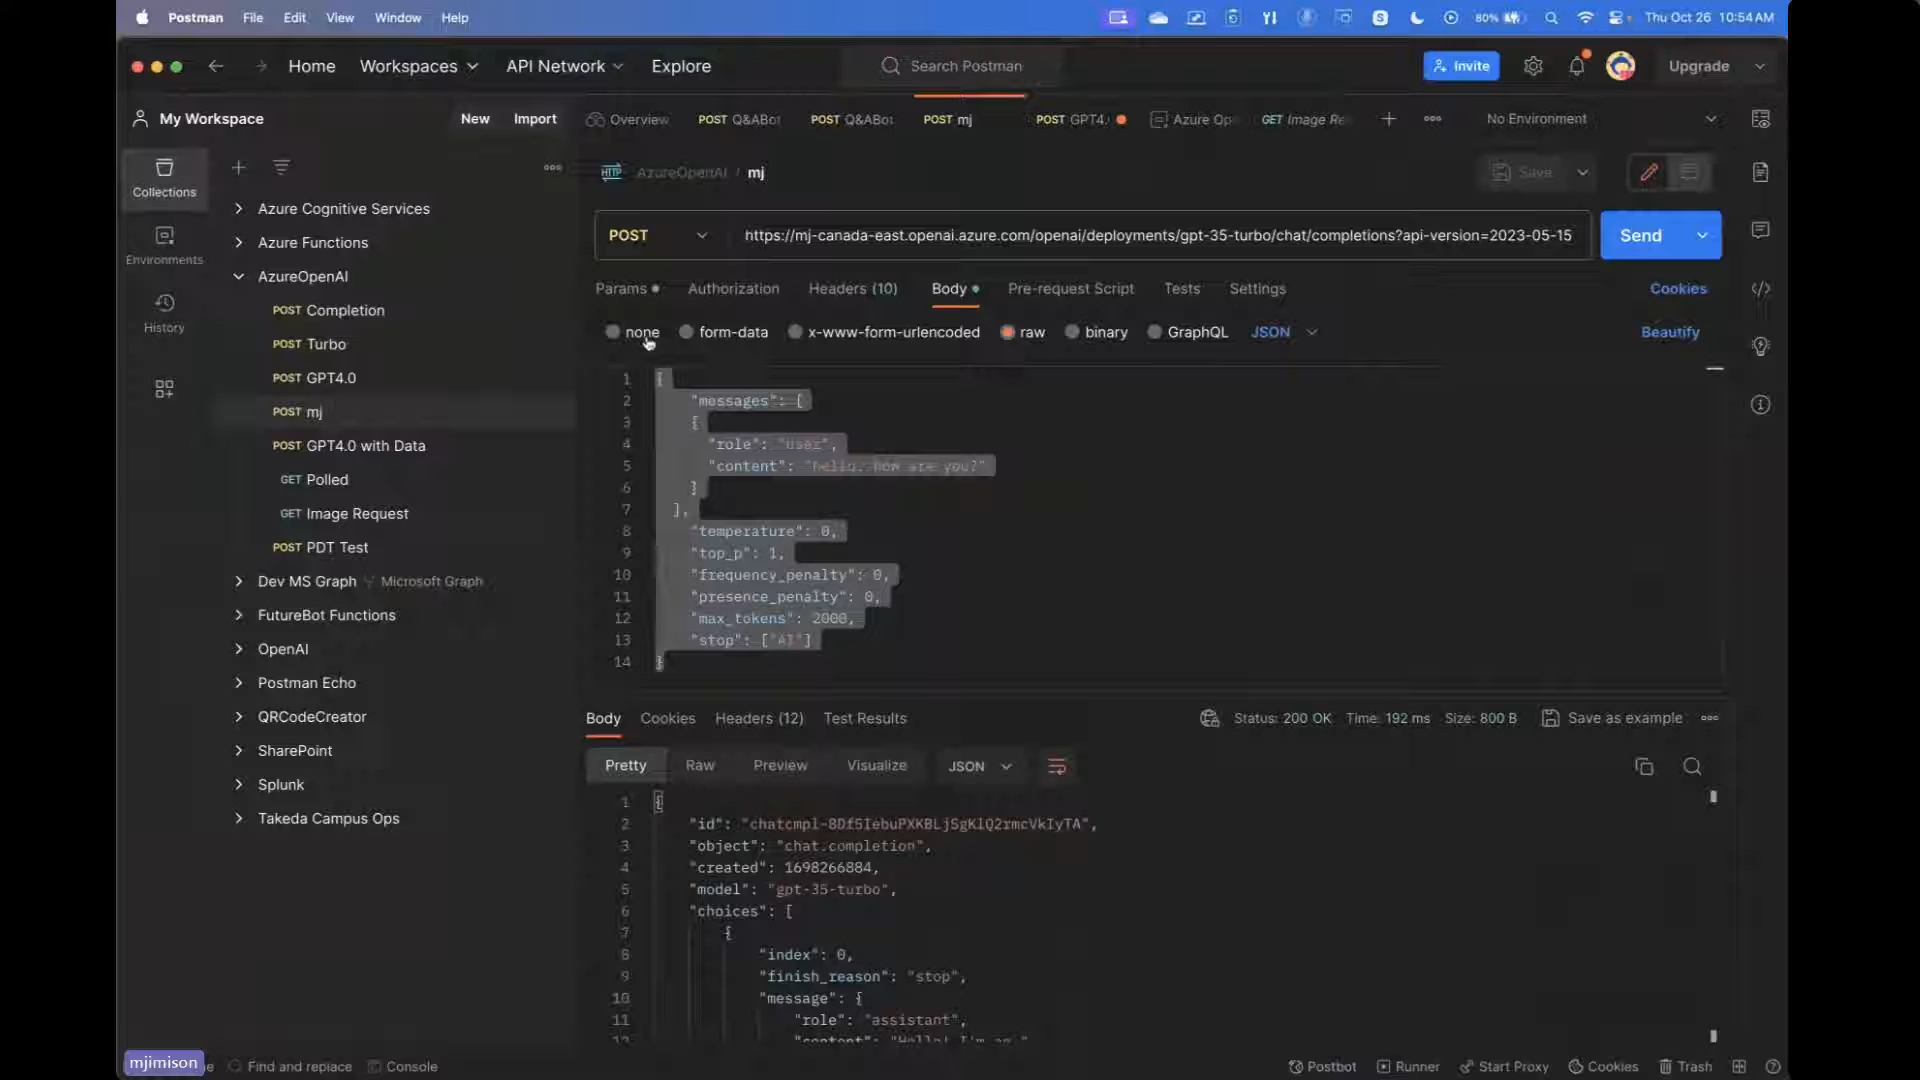 Postman File Edit View Window Help 80% Thu Oct 26 10:54 AM
Home Workspaces API Network Explore Search Postman Invite Upgrade
My Workspace New Import Overview POST Q&ABot POST Q&ABot POST mj POST GPT4. Azure Op GET Image Re No Environment
Collections
Environments
History
Azure Cognitive Services
Azure Functions
AzureOpenAI
POST Completion
POST Turbo
POST GPT4.0
POST mj
POST GPT4.0 with Data
GET Polled
GET Image Request
POST PDT Test
Dev MS Graph Microsoft Graph
FutureBot Functions
OpenAI
Postman Echo
QRCodeCreator
SharePoint
Splunk
Takeda Campus Ops
HTTP AzureOpenAI / mj Save
POST https://mj-canada-east.openai.azure.com/openai/deployments/gpt-35-turbo/chat/completions?api-version=2023-05-15 Send
Params Authorization Headers (10) Body Pre-request Script Tests Settings Cookies
none form-data x-www-form-urlencoded raw binary GraphQL JSON Beautify
1 {
2 "messages": [
3 {
4 "role": "user",
5 "content": "hello. how are you?"
6 }
7 ],
8 "temperature": 0,
9 "top_p": 1,
10 "frequency_penalty": 0,
11 "presence_penalty": 0,
12 "max_tokens": 2000,
13 "stop": ["AI"]
14 }
Body Cookies Headers (12) Test Results Status: 200 OK Time: 192 ms Size: 800 B Save as example
Pretty Raw Preview Visualize JSON
1 {
2 "id": "chatcmpl-8Df5IebuPXKBLjSgKlQ2rmcVkIyTA",
3 "object": "chat.completion",
4 "created": 1698266884,
5 "model": "gpt-35-turbo",
6 "choices": [
7 {
8 "index": 0,
9 "finish_reason": "stop",
10 "message": {
11 "role": "assistant",
12 "content": "Hello! I'm an
mjimison Find and replace Console Postbot Runner Start Proxy Cookies Trash